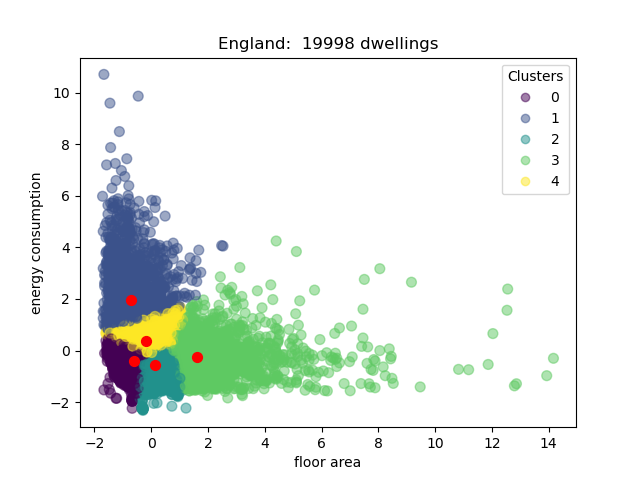 England:  19998 dwellings
Clusters
0
1
2
3
4
energy consumption
10
8
6
4
2
0
−2
−2 0 2 4 6 8 10 12 14
floor area